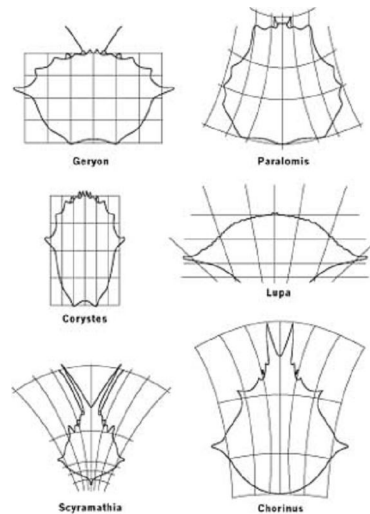 Geryon
Paralomis
Corystes
Lupa
Scyramathia
Chorinus